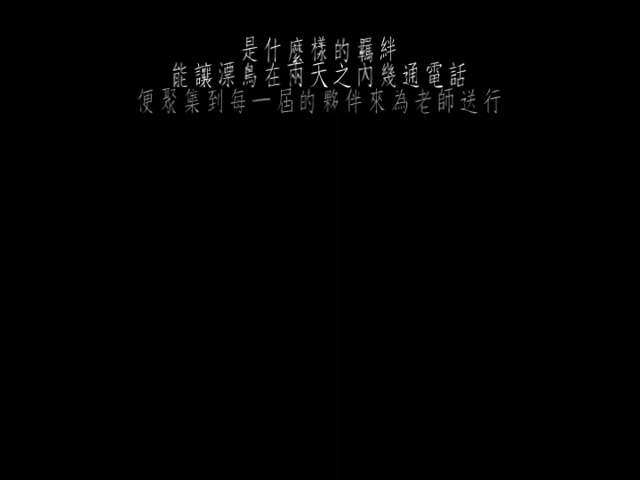 是什麼樣的羈絆
能讓漂鳥在兩天之內幾通電話
便聚集到每一屆的夥伴來為老師送行